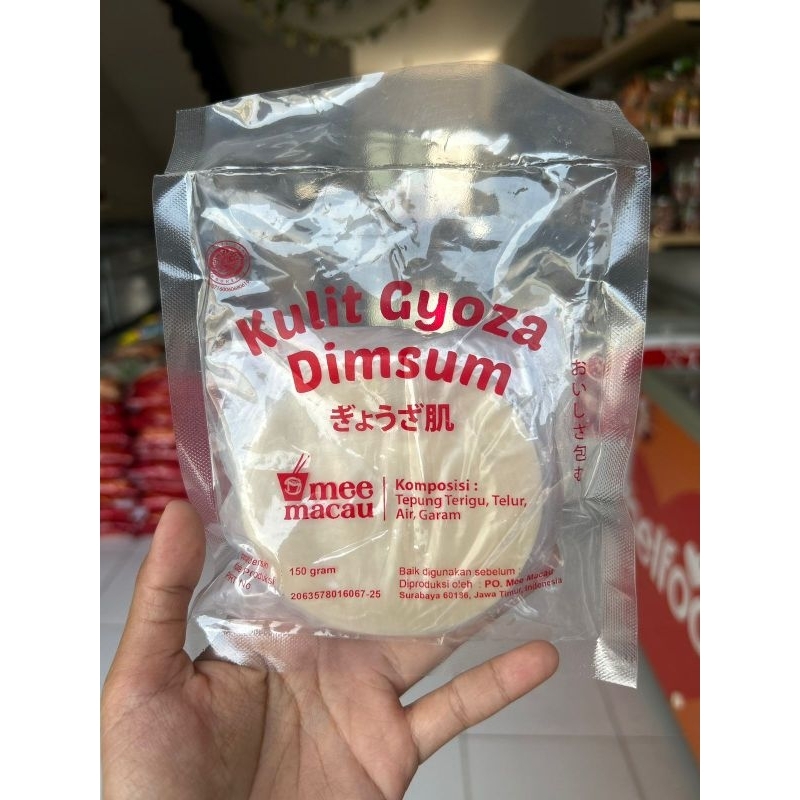 Kulit Gyoza
Dimsum
ぎょうざ肌
おいしさ包む
mee
macau
Komposisi :
Tepung Terigu, Telur,
Air, Garam
150 gram
2063578016067-25
Baik digunakan sebelum :
Diproduksi oleh : PO. Mee Macau
Surabaya 60136, Jawa Timur, Indonesia
Produksi
elfoo